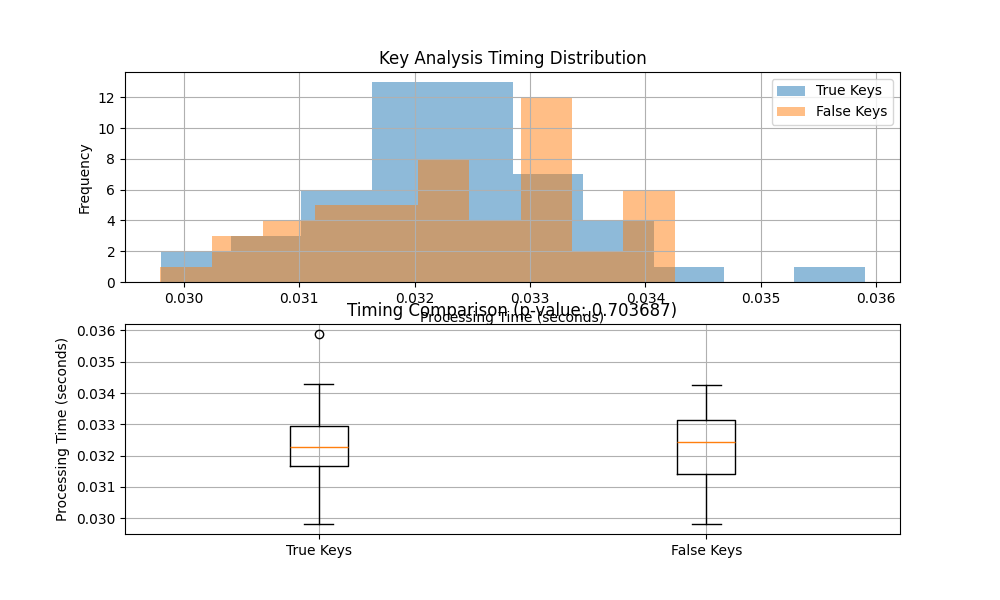 Key Analysis Timing Distribution
True Keys
False Keys
Frequency
12
10
8
6
4
2
0
0.030 0.031 0.032 0.033 0.034 0.035 0.036
Processing Time (seconds)
Timing Comparison (p-value: 0.703687)
Processing Time (seconds)
0.036
0.035
0.034
0.033
0.032
0.031
0.030
True Keys False Keys